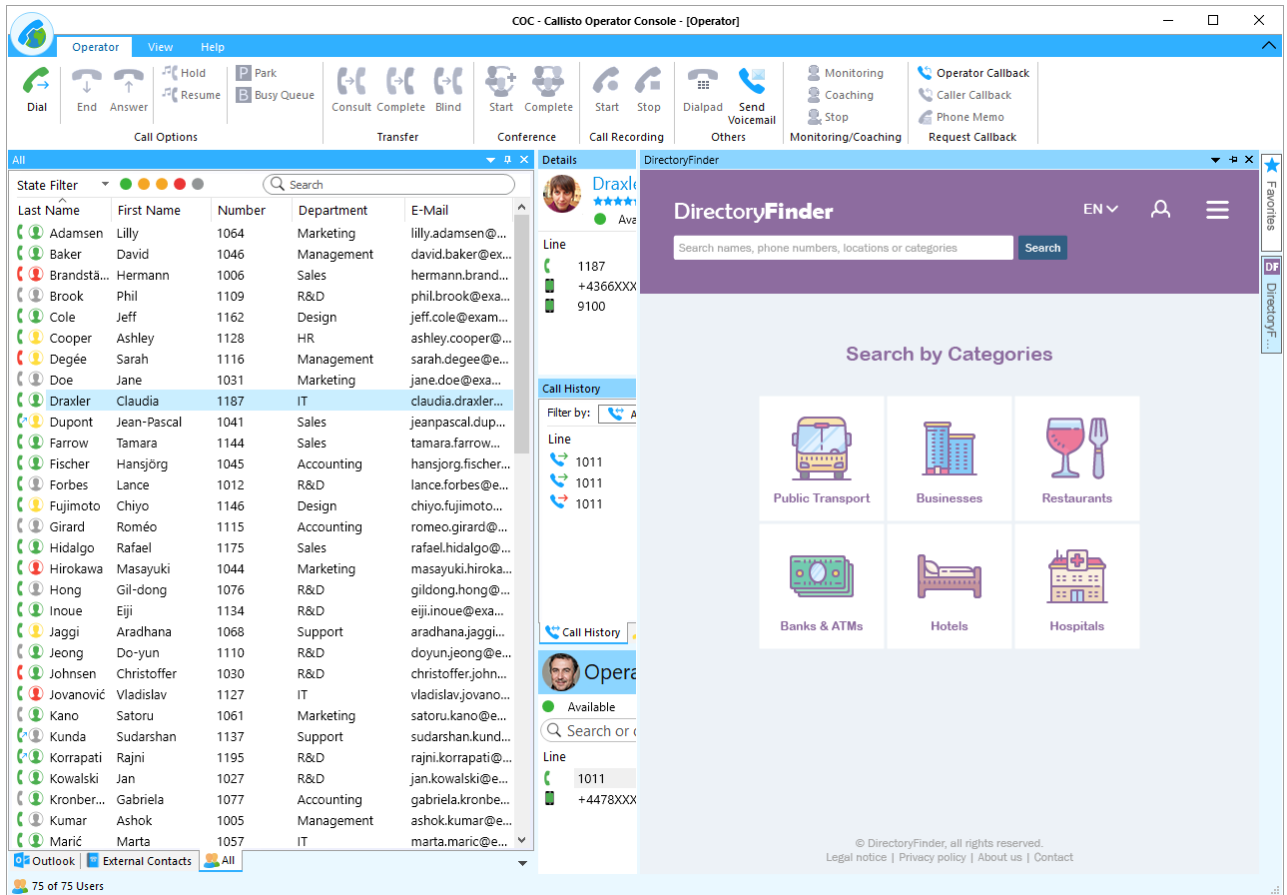 COC - Callisto Operator Console - [Operator]
Operator View Help
Dial
End
Answer
Hold
Resume
P Park
B Busy Queue
Call Options
Consult Complete Blind
Transfer
Start Complete
Conference
Start Stop
Call Recording
Dialpad
Send Voicemail
Others
Monitoring
Coaching
Stop
Monitoring/Coaching
Operator Callback
Caller Callback
Phone Memo
Request Callback
All
State Filter
Search
Last Name First Name Number Department E-Mail
Adamsen Lilly 1064 Marketing lilly.adamsen@...
Baker David 1046 Management david.baker@ex...
Brandstä... Hermann 1006 Sales hermann.brand...
Brook Phil 1109 R&D phil.brook@exa...
Cole Jeff 1162 Design jeff.cole@exam...
Cooper Ashley 1128 HR ashley.cooper@...
Degée Sarah 1116 Management sarah.degee@e...
Doe Jane 1031 Marketing jane.doe@exa...
Draxler Claudia 1187 IT claudia.draxler...
Dupont Jean-Pascal 1041 Sales jeanpascal.dup...
Farrow Tamara 1144 Sales tamara.farrow...
Fischer Hansjörg 1045 Accounting hansjorg.fischer...
Forbes Lance 1012 R&D lance.forbes@e...
Fujimoto Chiyo 1146 Design chiyo.fujimoto...
Girard Roméo 1115 Accounting romeo.girard@...
Hidalgo Rafael 1175 Sales rafael.hidalgo@...
Hirokawa Masayuki 1044 Marketing masayuki.hiroka...
Hong Gil-dong 1076 R&D gildong.hong@...
Inoue Eiji 1134 R&D eiji.inoue@exa...
Jaggi Aradhana 1068 Support aradhana.jaggi...
Jeong Do-yun 1110 R&D doyun.jeong@e...
Johnsen Christoffer 1030 R&D christoffer.john...
Jovanović Vladislav 1127 IT vladislav.jovano...
Kano Satoru 1061 Marketing satoru.kano@e...
Kunda Sudarshan 1137 Support sudarshan.kund...
Korrapati Rajni 1195 R&D rajni.korrapati@...
Kowalski Jan 1027 R&D jan.kowalski@e...
Kronber... Gabriela 1077 Accounting gabriela.kronbe...
Kumar Ashok 1005 Management ashok.kumar@e...
Marić Marta 1057 IT marta.maric@e...
Outlook External Contacts All
75 of 75 Users
Details
Draxle
Ava
Line
1187
+4366XXX
9100
Call History
Filter by: A
Line
1011
1011
1011
Call History
Opera
Available
Search or c
Line
1011
+4478XXX
DirectoryFinder
DirectoryFinder
EN
Search names, phone numbers, locations or categories
Search
Search by Categories
Public Transport
Businesses
Restaurants
Banks & ATMs
Hotels
Hospitals
© DirectoryFinder, all rights reserved.
Legal notice | Privacy policy | About us | Contact
Favorites
DF
DirectoryF...